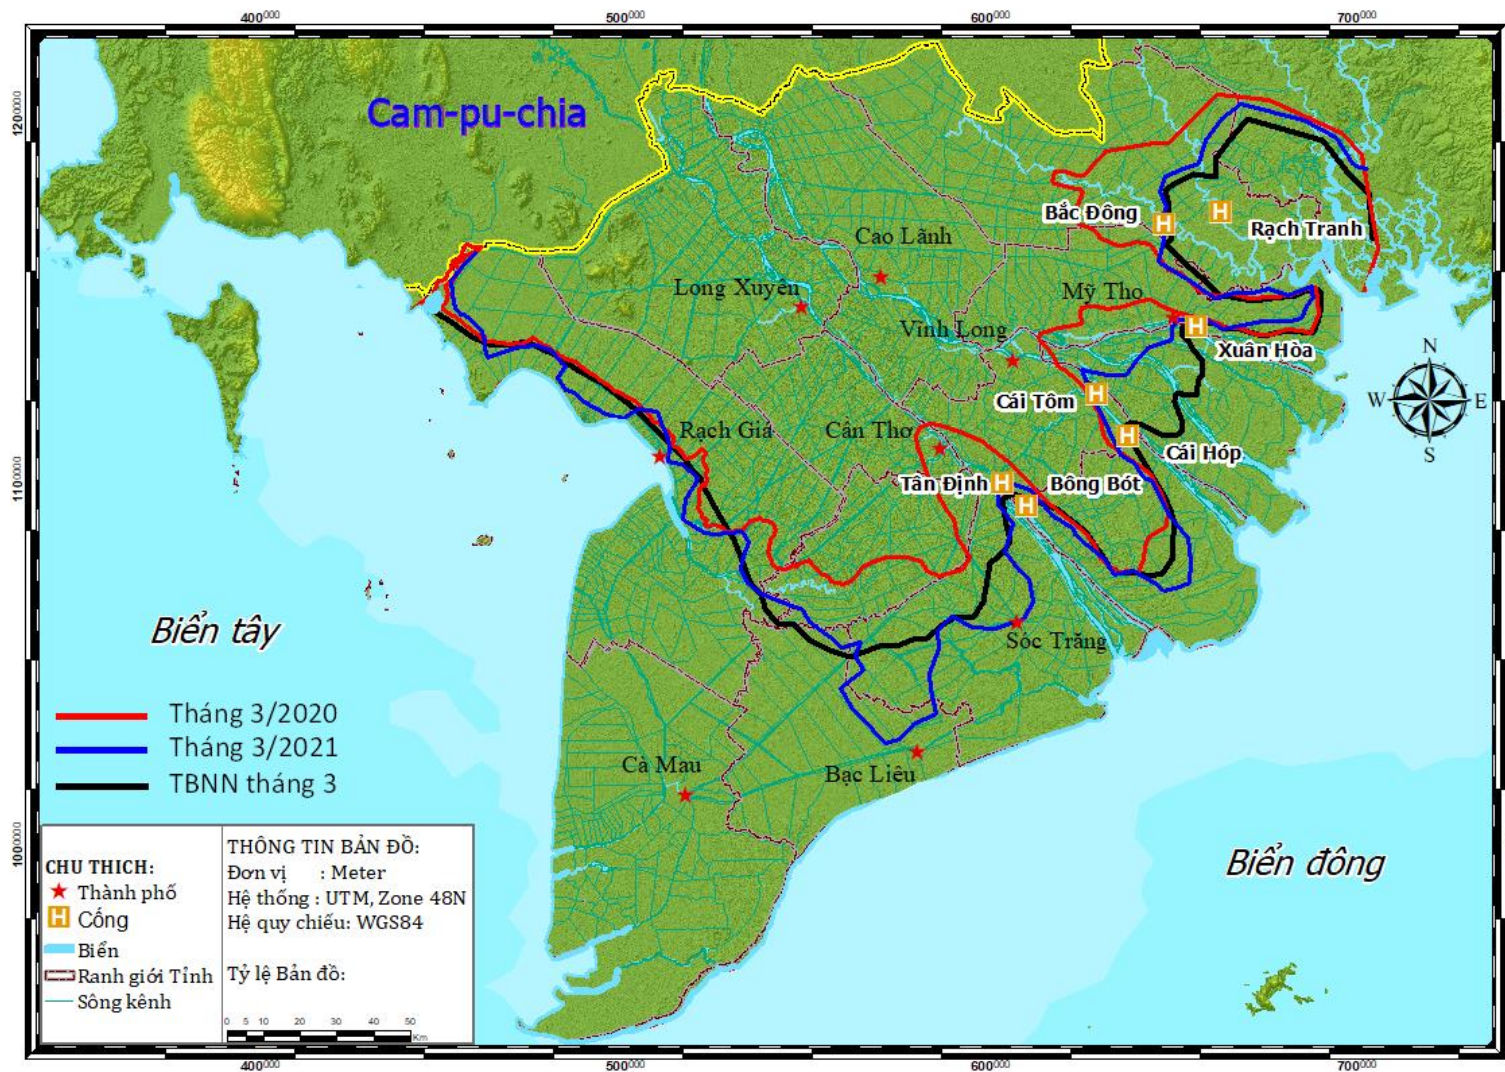 400000
500000
600000
700000
1200000
1100000
1000000
Cam-pu-chia
Bắc Đông
Rạch Tranh
Cao Lãnh
Long Xuyên
Mỹ Tho
Vĩnh Long
Xuân Hòa
N
W
E
S
Cái Tôm
Rạch Giá
Cần Thơ
Cái Hóp
Tân Định
Bông Bót
Biển tây
Sóc Trăng
Tháng 3/2020
Tháng 3/2021
TBNN tháng 3
Cà Mau
Bạc Liêu
Biển đông
CHU THICH:
Thành phố
H Cống
Biển
Ranh giới Tỉnh
Sông kênh
THÔNG TIN BẢN ĐỒ:
Đơn vị : Meter
Hệ thống : UTM, Zone 48N
Hệ quy chiếu: WGS84
Tỷ lệ Bản đồ:
0 5 10 20 30 40 50
Km
400000
500000
600000
700000